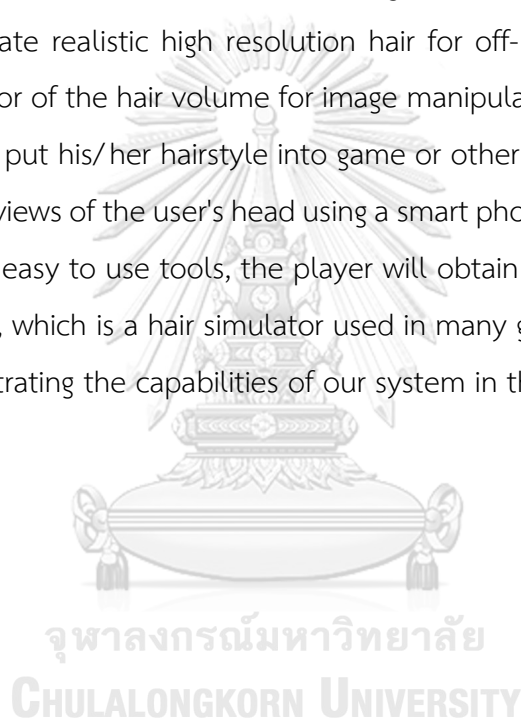 ate realistic high resolution hair for off-
or of the hair volume for image manipula
put his/her hairstyle into game or other
views of the user's head using a smart pho
easy to use tools, the player will obtain
, which is a hair simulator used in many g
trating the capabilities of our system in th
จุฬาลงกรณ์มหาวิทยาลัย
CHULALONGKORN UNIVERSITY